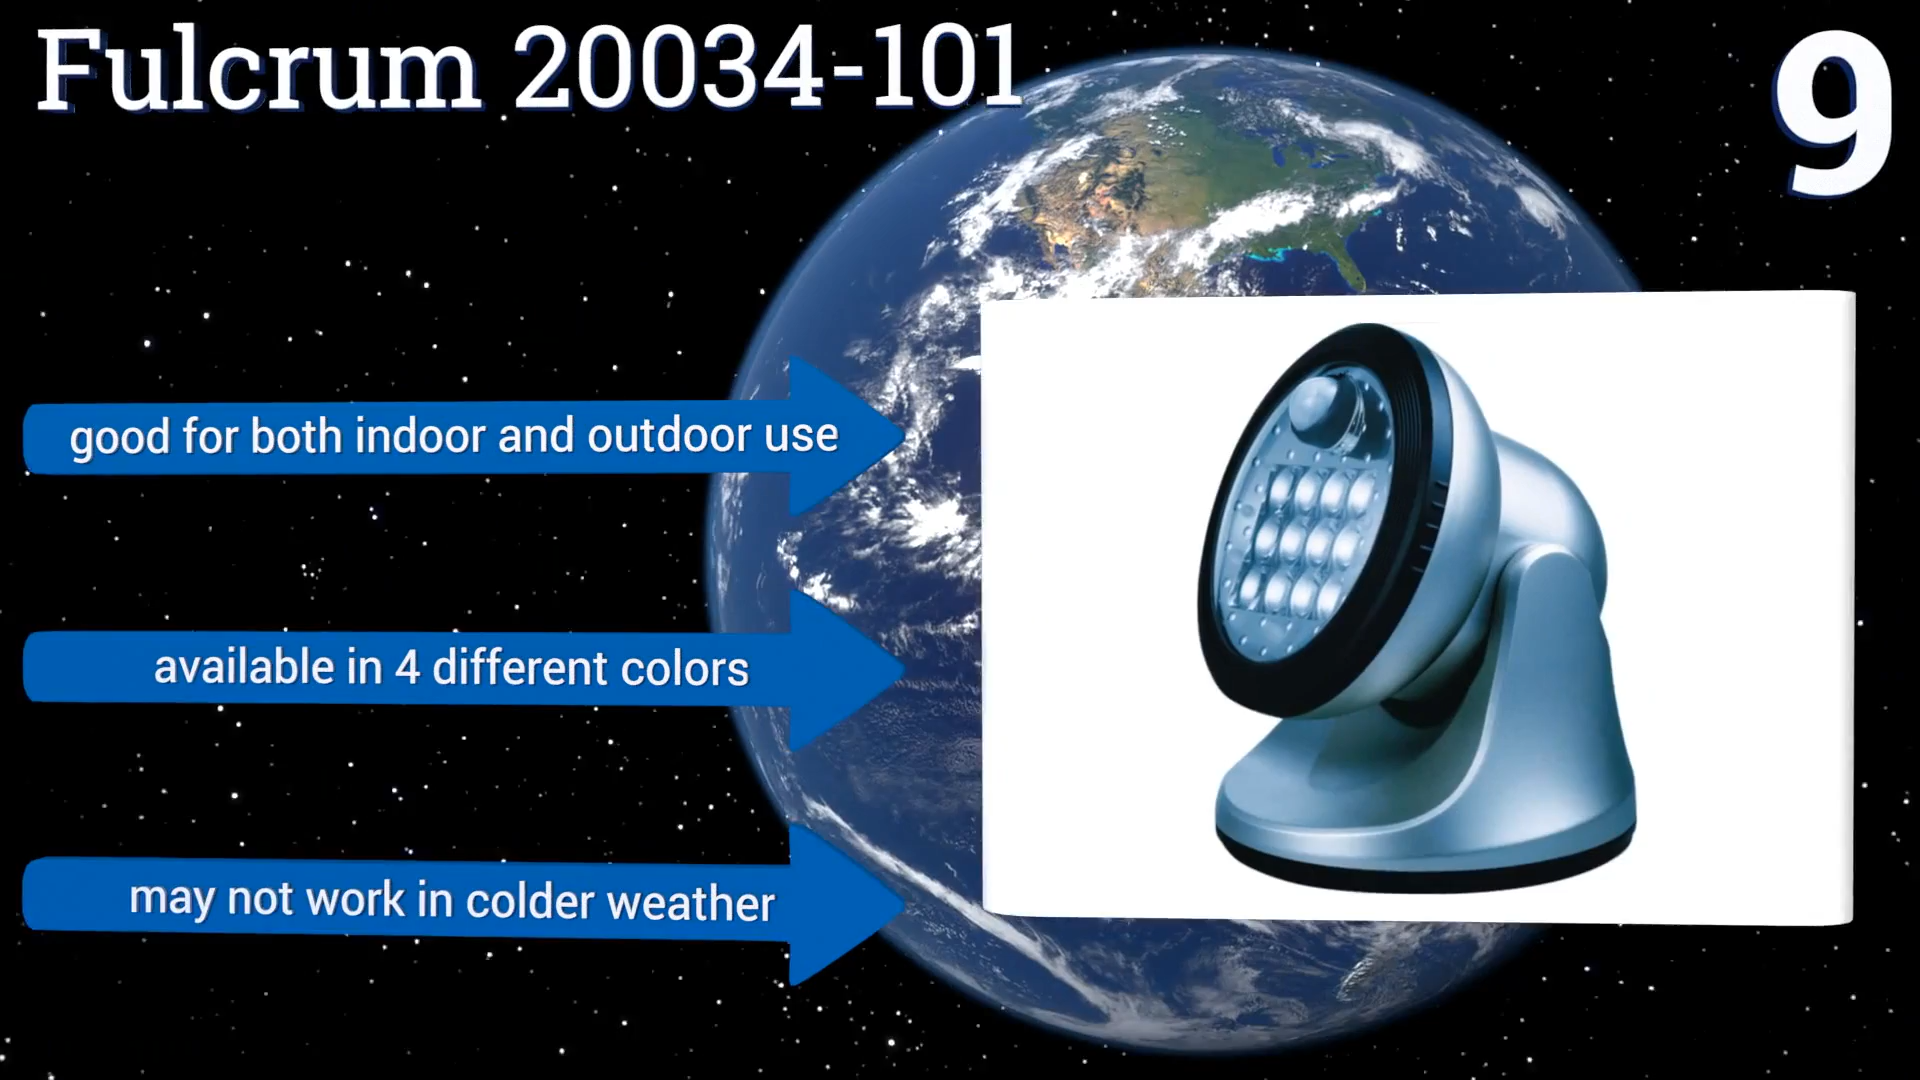 Fulcrum 20034-101
9
good for both indoor and outdoor use
available in 4 different colors
may not work in colder weather